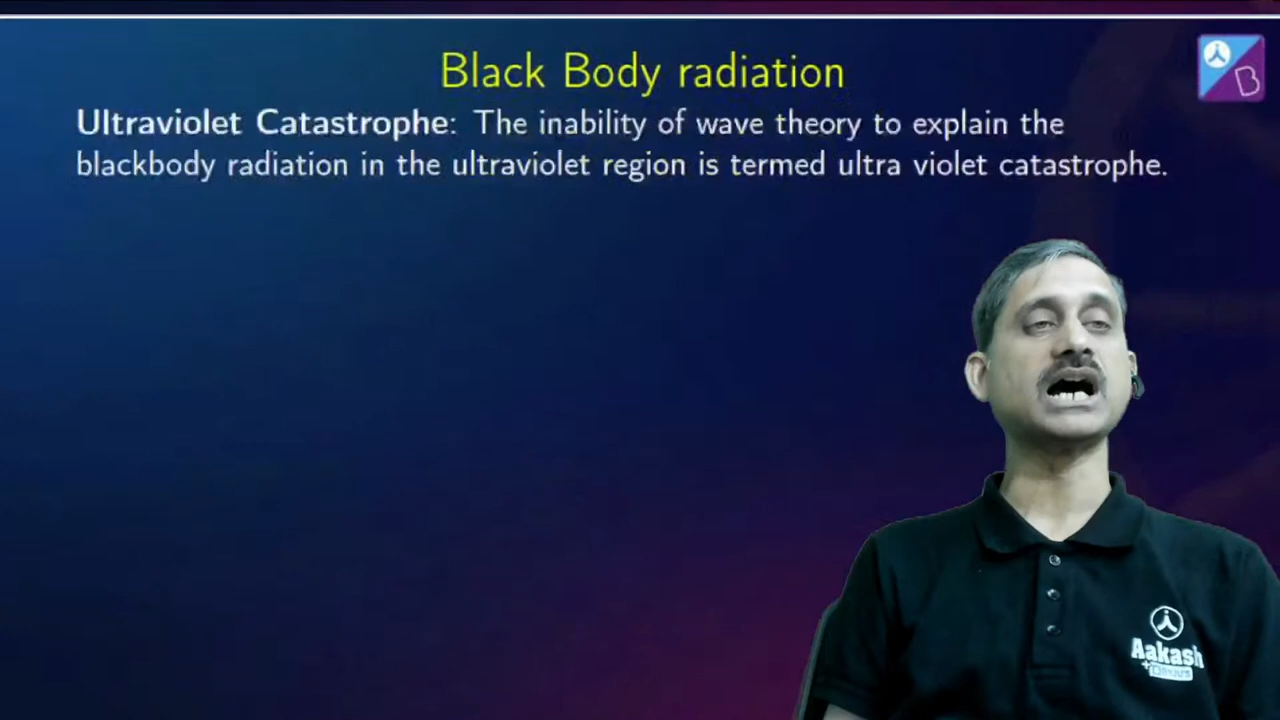 Black Body radiation
Ultraviolet Catastrophe: The inability of wave theory to explain the
blackbody radiation in the ultraviolet region is termed ultra violet catastrophe.
Aakash